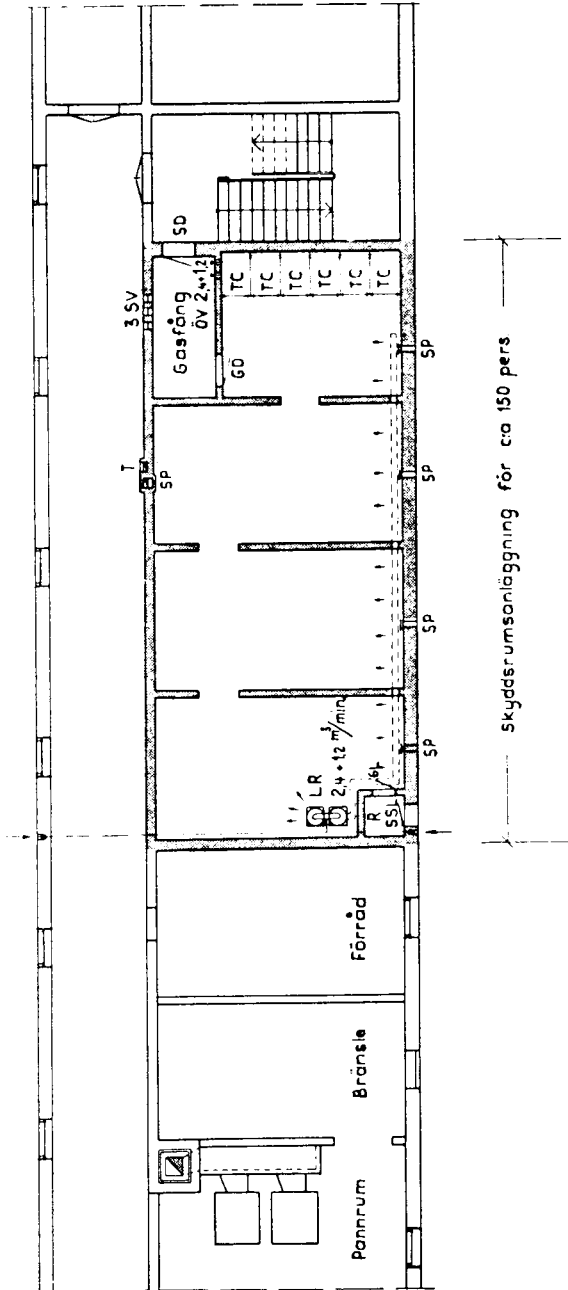 SD
3 SV
Gasfång
ÖV 2,4+1,2
TC
TC
TC
TC
TC
TC
GD
SP
T
SP
SP
SP
SP
LR
2,4 + 1,2 m³/min
R
SSL
Förråd
Bränsle
Pannrum
skyddsrumsanläggning för c:a 150 pers